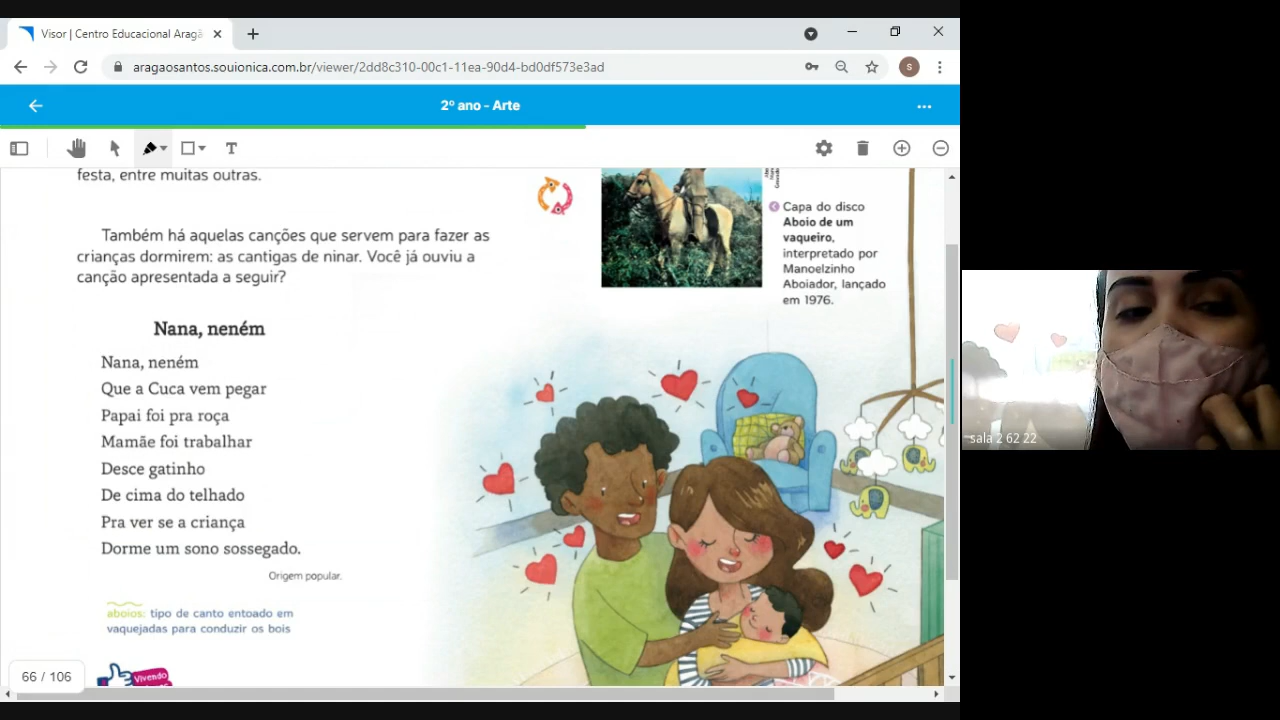 Visor | Centro Educacional Aragã
aragaosantos.souionica.com.br/viewer/2dd8c310-00c1-11ea-90d4-bd0df573e3ad
S
2º ano - Arte
T
festa, entre muitas outras.
Também há aquelas canções que servem para fazer as
crianças dormirem: as cantigas de ninar. Você já ouviu a
canção apresentada a seguir?
Capa do disco
Aboio de um
vaqueiro,
interpretado por
Manoelzinho
Aboiador, lançado
em 1976.
Nana, neném
Nana, neném
Que a Cuca vem pegar
Papai foi pra roça
Mamãe foi trabalhar
Desce gatinho
De cima do telhado
Pra ver se a criança
Dorme um sono sossegado.
Origem popular.
aboios: tipo de canto entoado em
vaquejadas para conduzir os bois
66 / 106
Vivendo
sala 2 62 22